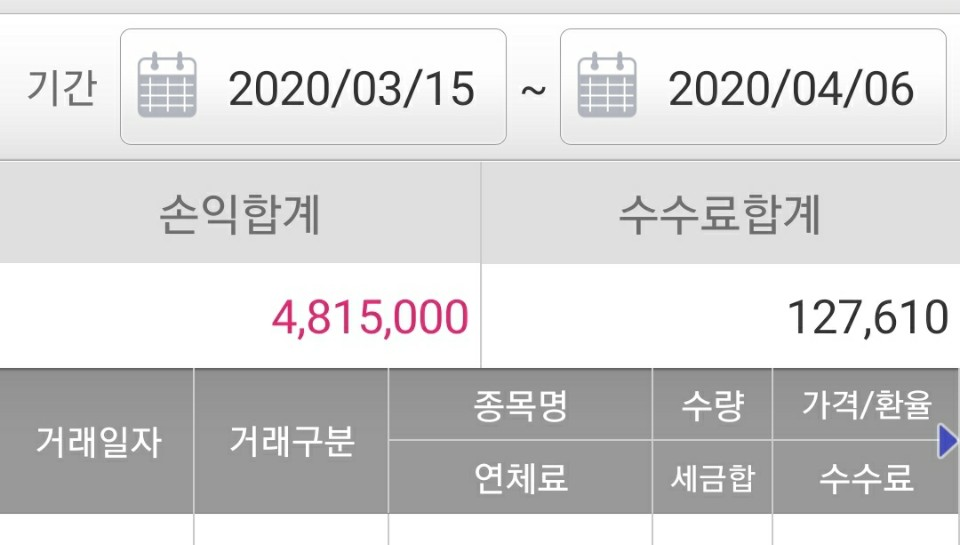 기간 2020/03/15 ~ 2020/04/06
손익합계 수수료합계
4,815,000 127,610
거래일자 거래구분 종목명 수량 가격/환율
연체료 세금합 수수료